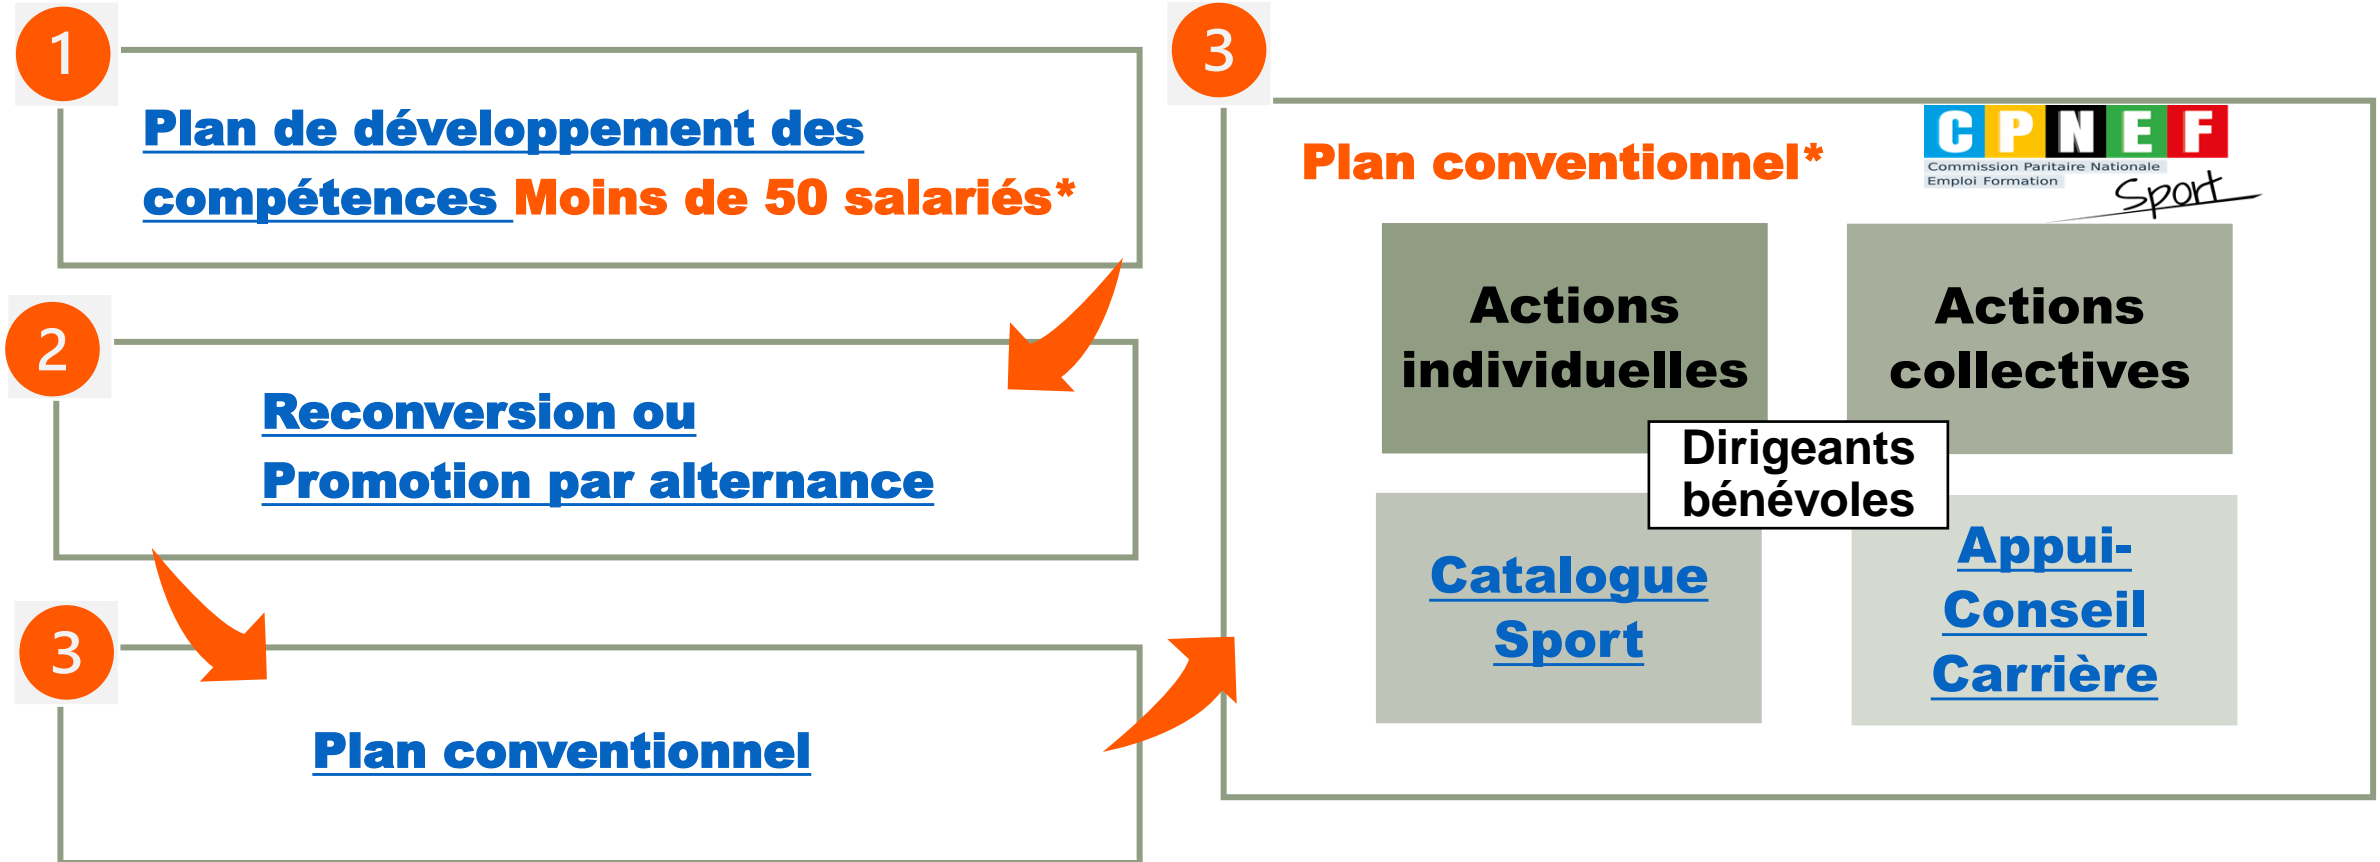 1
Plan de développement des
compétences Moins de 50 salariés*
2
Reconversion ou
Promotion par alternance
3
Plan conventionnel
3
Plan conventionnel*
CPNEF
Commission Paritaire Nationale
Emploi Formation
Sport
Actions
individuelles
Actions
collectives
Dirigeants
bénévoles
Catalogue
Sport
Appui-
Conseil
Carrière